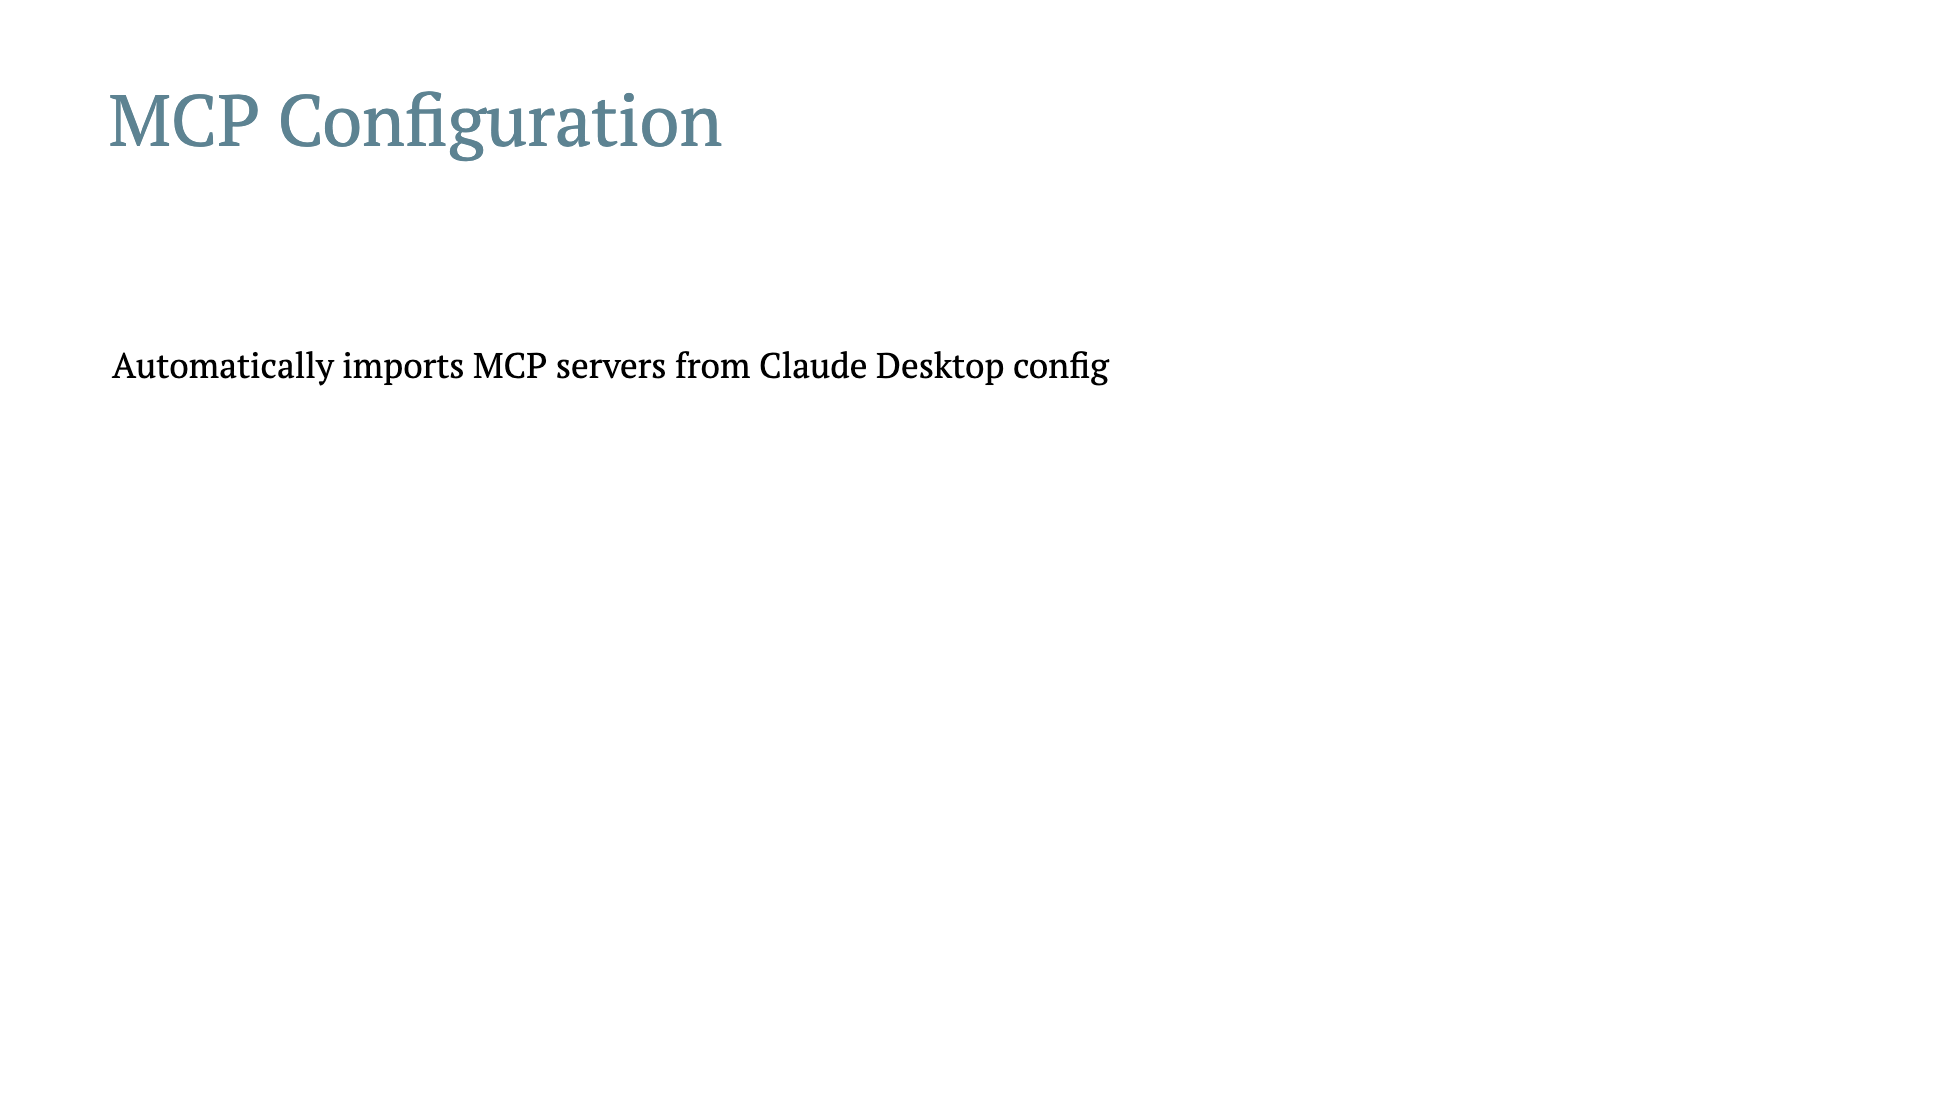 MCP Configuration
Automatically imports MCP servers from Claude Desktop config